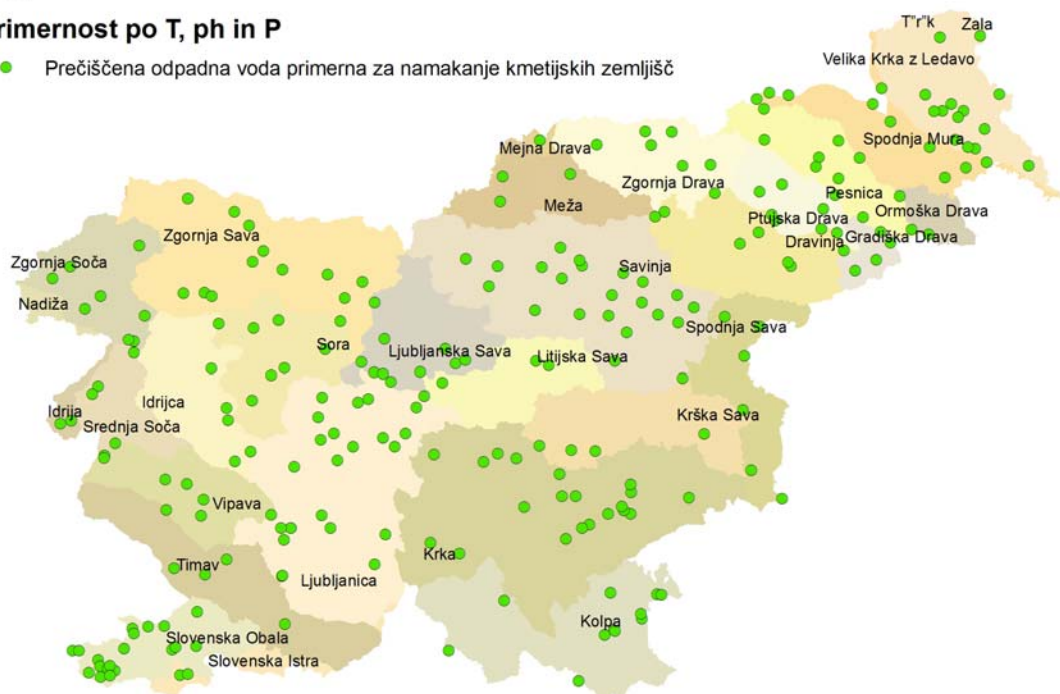 rimernost po T, ph in P
Prečiščena odpadna voda primerna za namakanje kmetijskih zemljišč
T"r"k
Zala
Velika Krka z Ledavo
Spodnja Mura
Mejna Drava
Zgornja Drava
Meža
Pesnica
Ormoška Drava
Ptujska Drava
Dravinja
Gradiška Drava
Zgornja Sava
Zgornja Soča
Nadiža
Savinja
Spodnja Sava
Sora
Ljubljanska Sava
Litijska Sava
Idrija
Idrijca
Srednja Soča
Krška Sava
Vipava
Timav
Ljubljanica
Krka
Kolpa
Slovenska Obala
Slovenska Istra